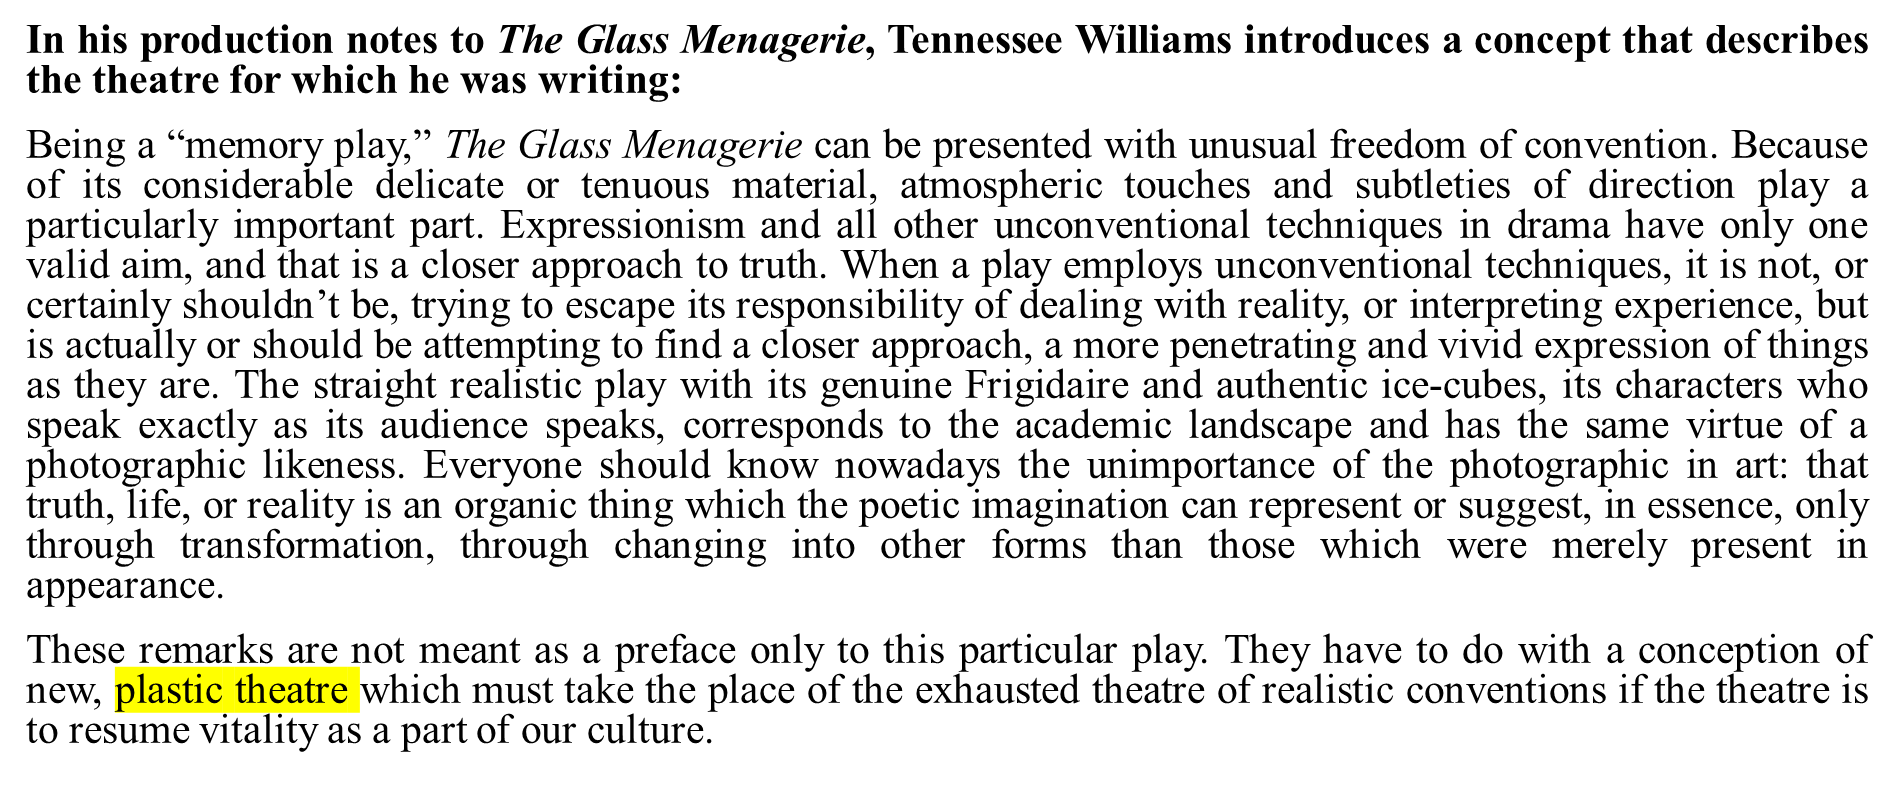 In his production notes to The Glass Menagerie, Tennessee Williams introduces a concept that describes
the theatre for which he was writing:
Being a “memory play,” The Glass Menagerie can be presented with unusual freedom of convention. Because
of its considerable delicate or tenuous material, atmospheric touches and subtleties of direction play a
particularly important part. Expressionism and all other unconventional techniques in drama have only one
valid aim, and that is a closer approach to truth. When a play employs unconventional techniques, it is not, or
certainly shouldn’t be, trying to escape its responsibility of dealing with reality, or interpreting experience, but
is actually or should be attempting to find a closer approach, a more penetrating and vivid expression of things
as they are. The straight realistic play with its genuine Frigidaire and authentic ice-cubes, its characters who
speak exactly as its audience speaks, corresponds to the academic landscape and has the same virtue of a
photographic likeness. Everyone should know nowadays the unimportance of the photographic in art: that
truth, life, or reality is an organic thing which the poetic imagination can represent or suggest, in essence, only
through transformation, through changing into other forms than those which were merely present in
appearance.
These remarks are not meant as a preface only to this particular play. They have to do with a conception of
new, plastic theatre which must take the place of the exhausted theatre of realistic conventions if the theatre is
to resume vitality as a part of our culture.